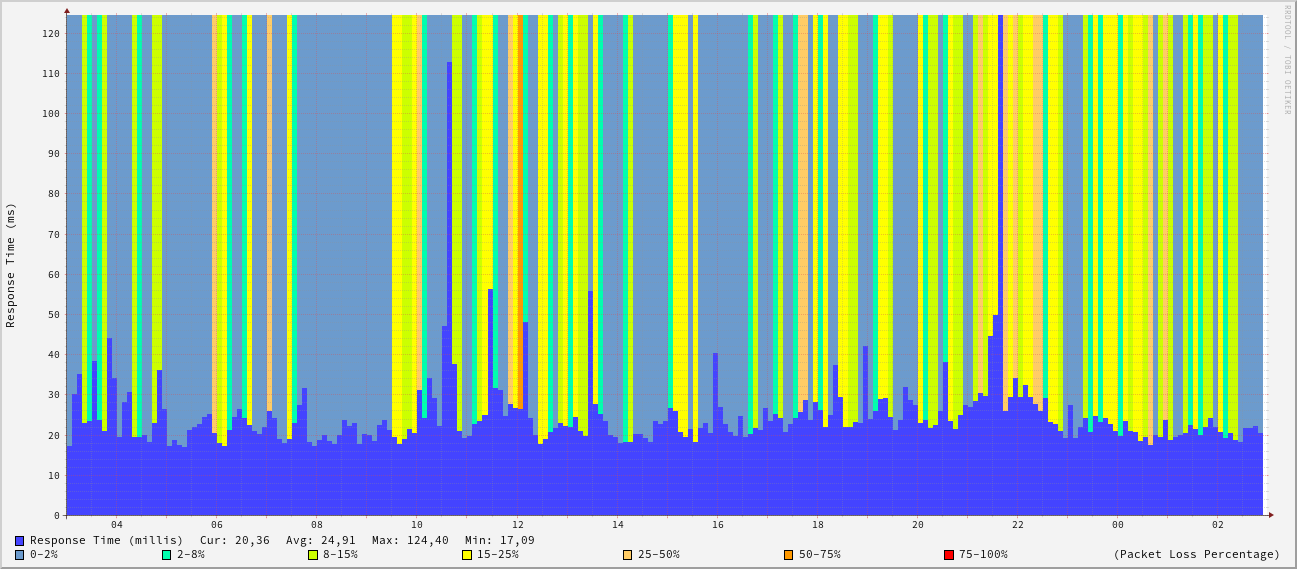 RRDTOOL / TOBI OETIKER
Response Time (ms)
120
110
100
90
80
70
60
50
40
30
20
10
0
04 06 08 10 12 14 16 18 20 22 00 02
Response Time (millis) Cur: 20,36 Avg: 24,91 Max: 124,40 Min: 17,09
0-2% 2-8% 8-15% 15-25% 25-50% 50-75% 75-100% (Packet Loss Percentage)